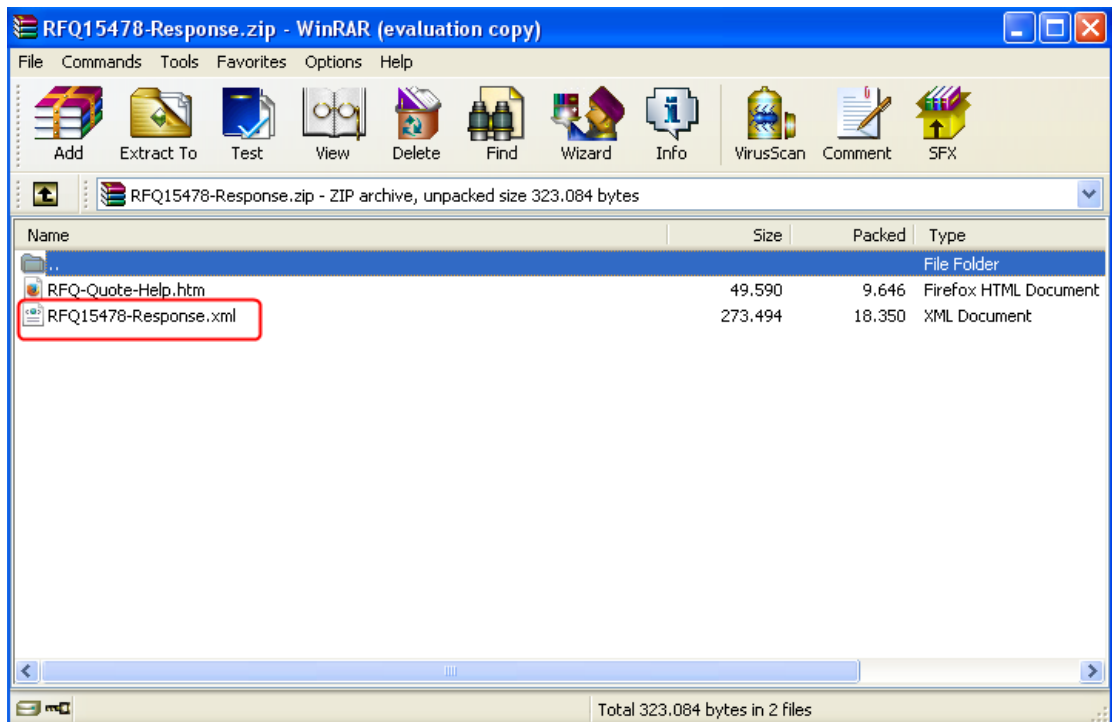 RFQ15478-Response.zip - WinRAR (evaluation copy)
File Commands Tools Favorites Options Help
Add Extract To Test View Delete Find Wizard Info VirusScan Comment SFX
RFQ15478-Response.zip - ZIP archive, unpacked size 323.084 bytes
Name Size Packed Type
.. File Folder
RFQ-Quote-Help.htm 49.590 9.646 Firefox HTML Document
RFQ15478-Response.xml 273.494 18.350 XML Document
Total 323.084 bytes in 2 files